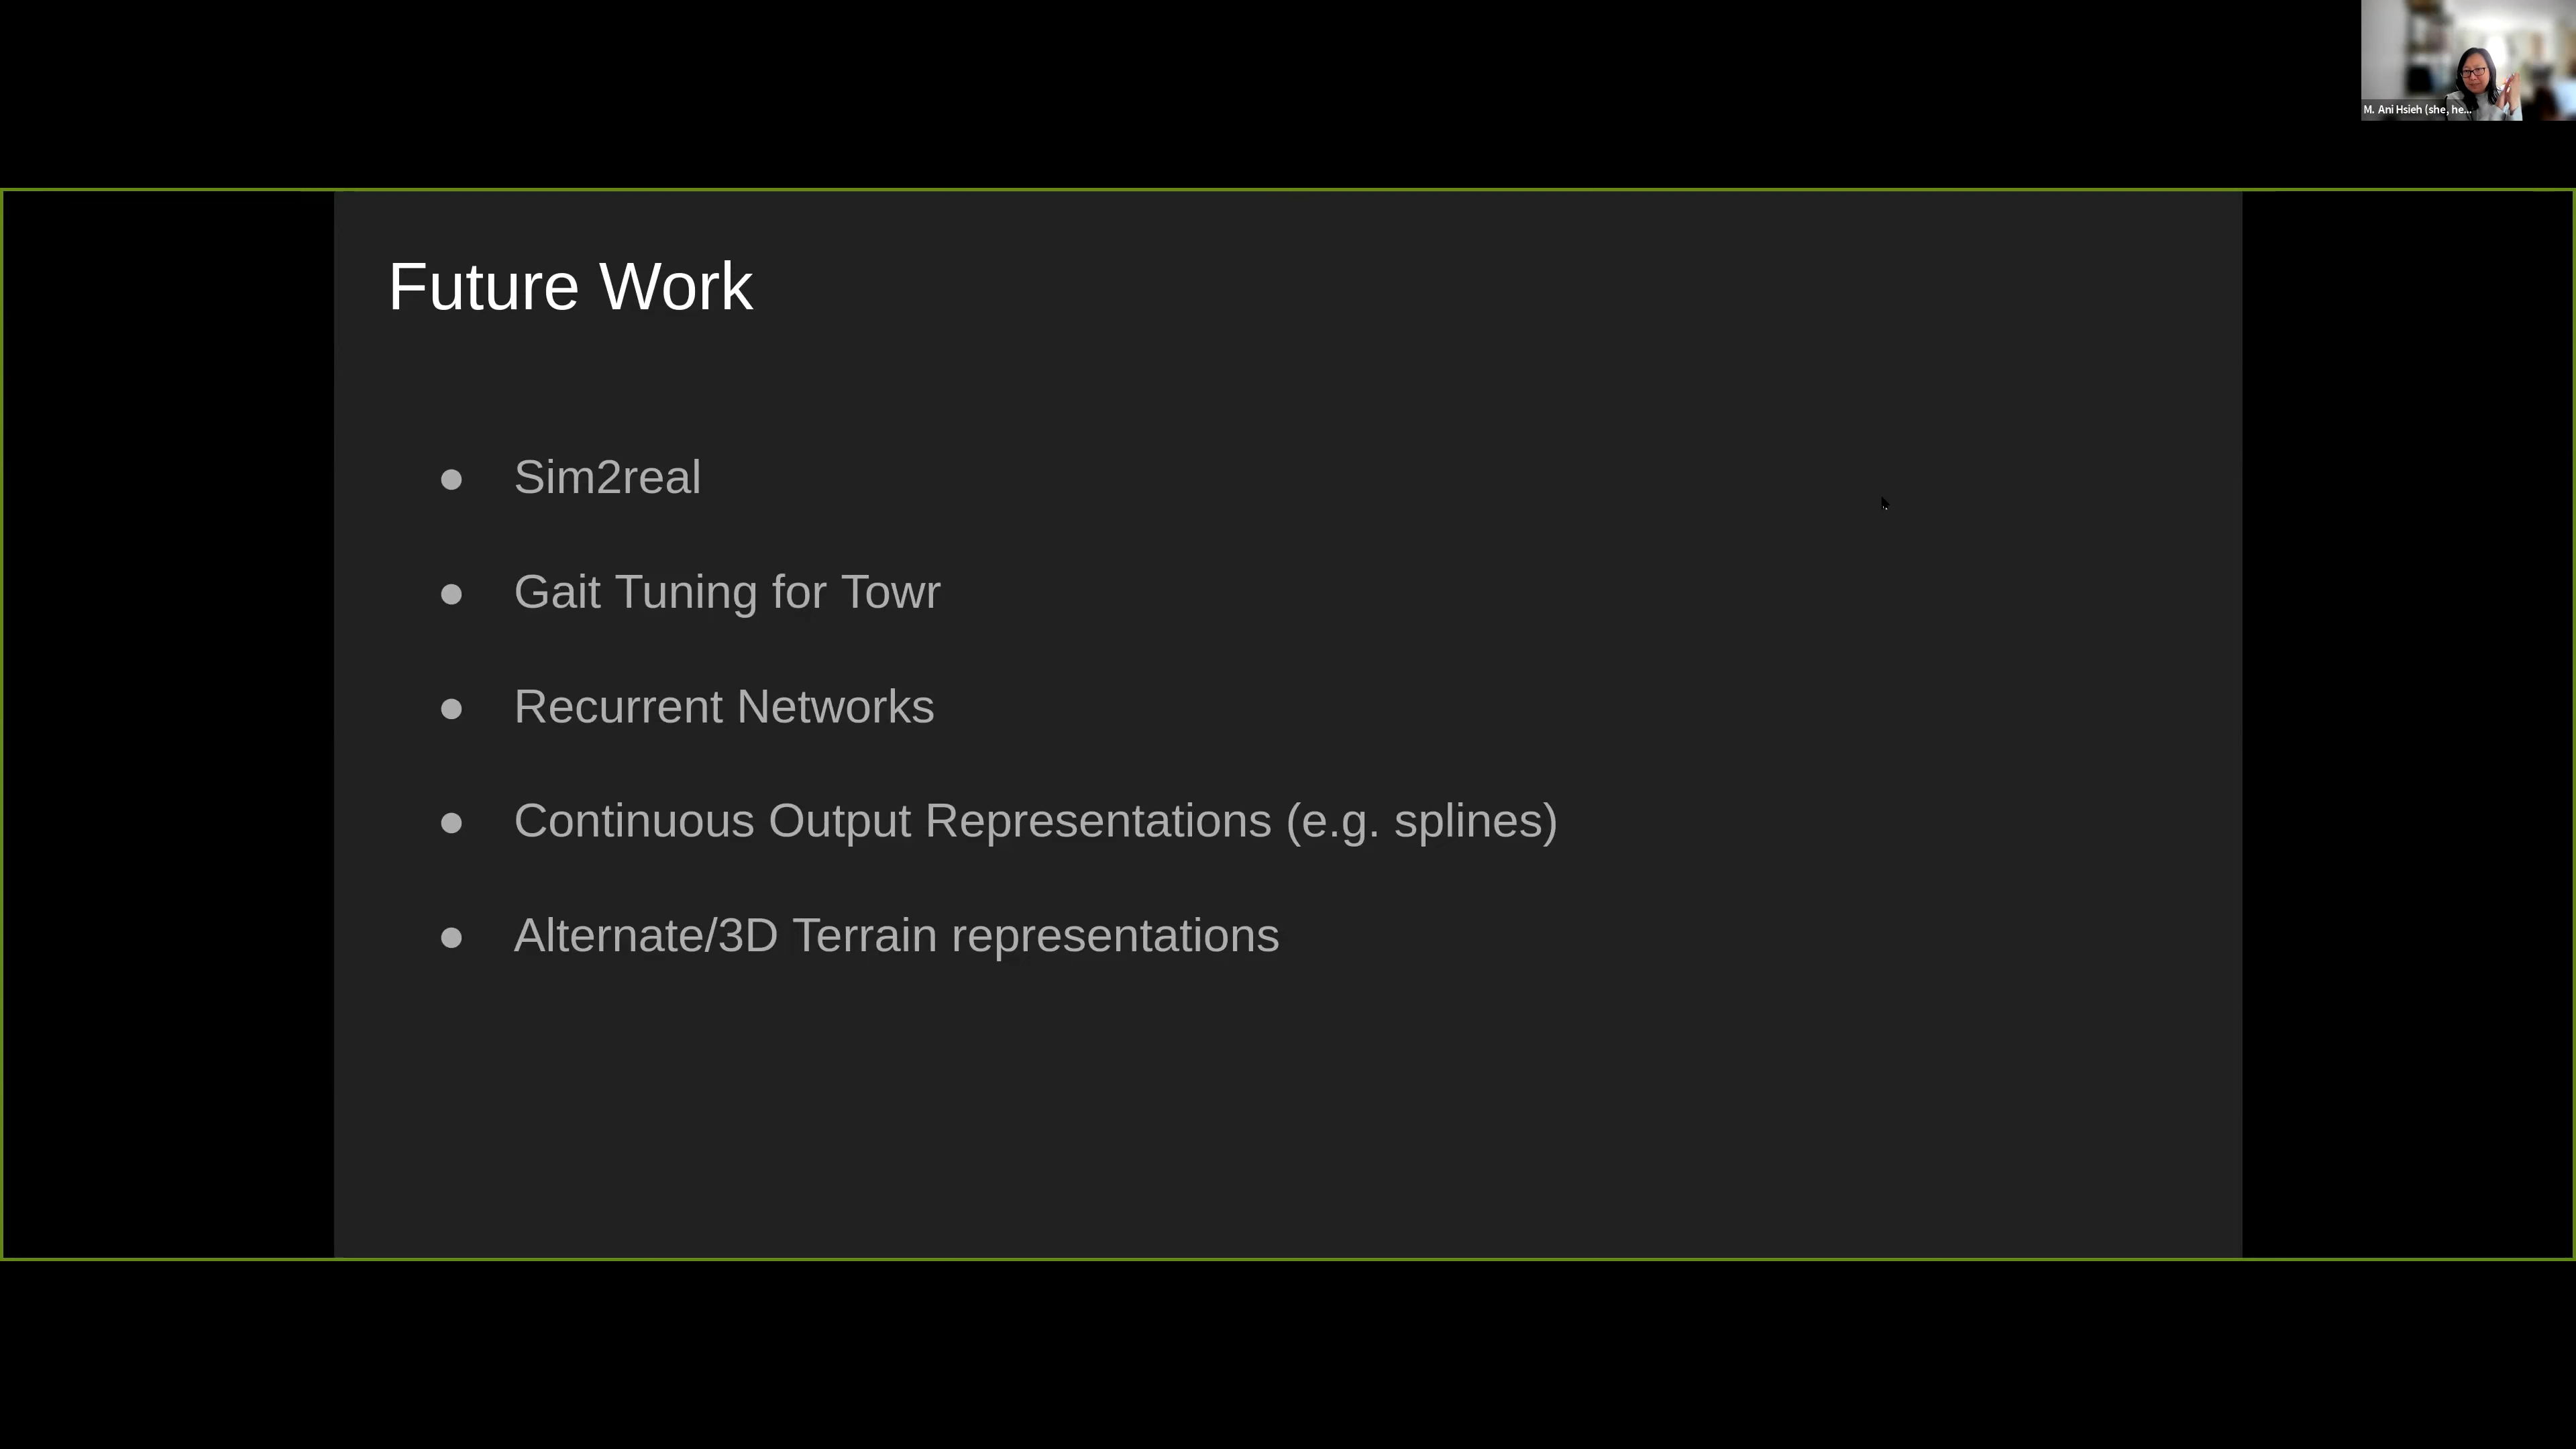 M. Ani Hsieh (she, he...
Future Work
● Sim2real
● Gait Tuning for Towr
● Recurrent Networks
● Continuous Output Representations (e.g. splines)
● Alternate/3D Terrain representations